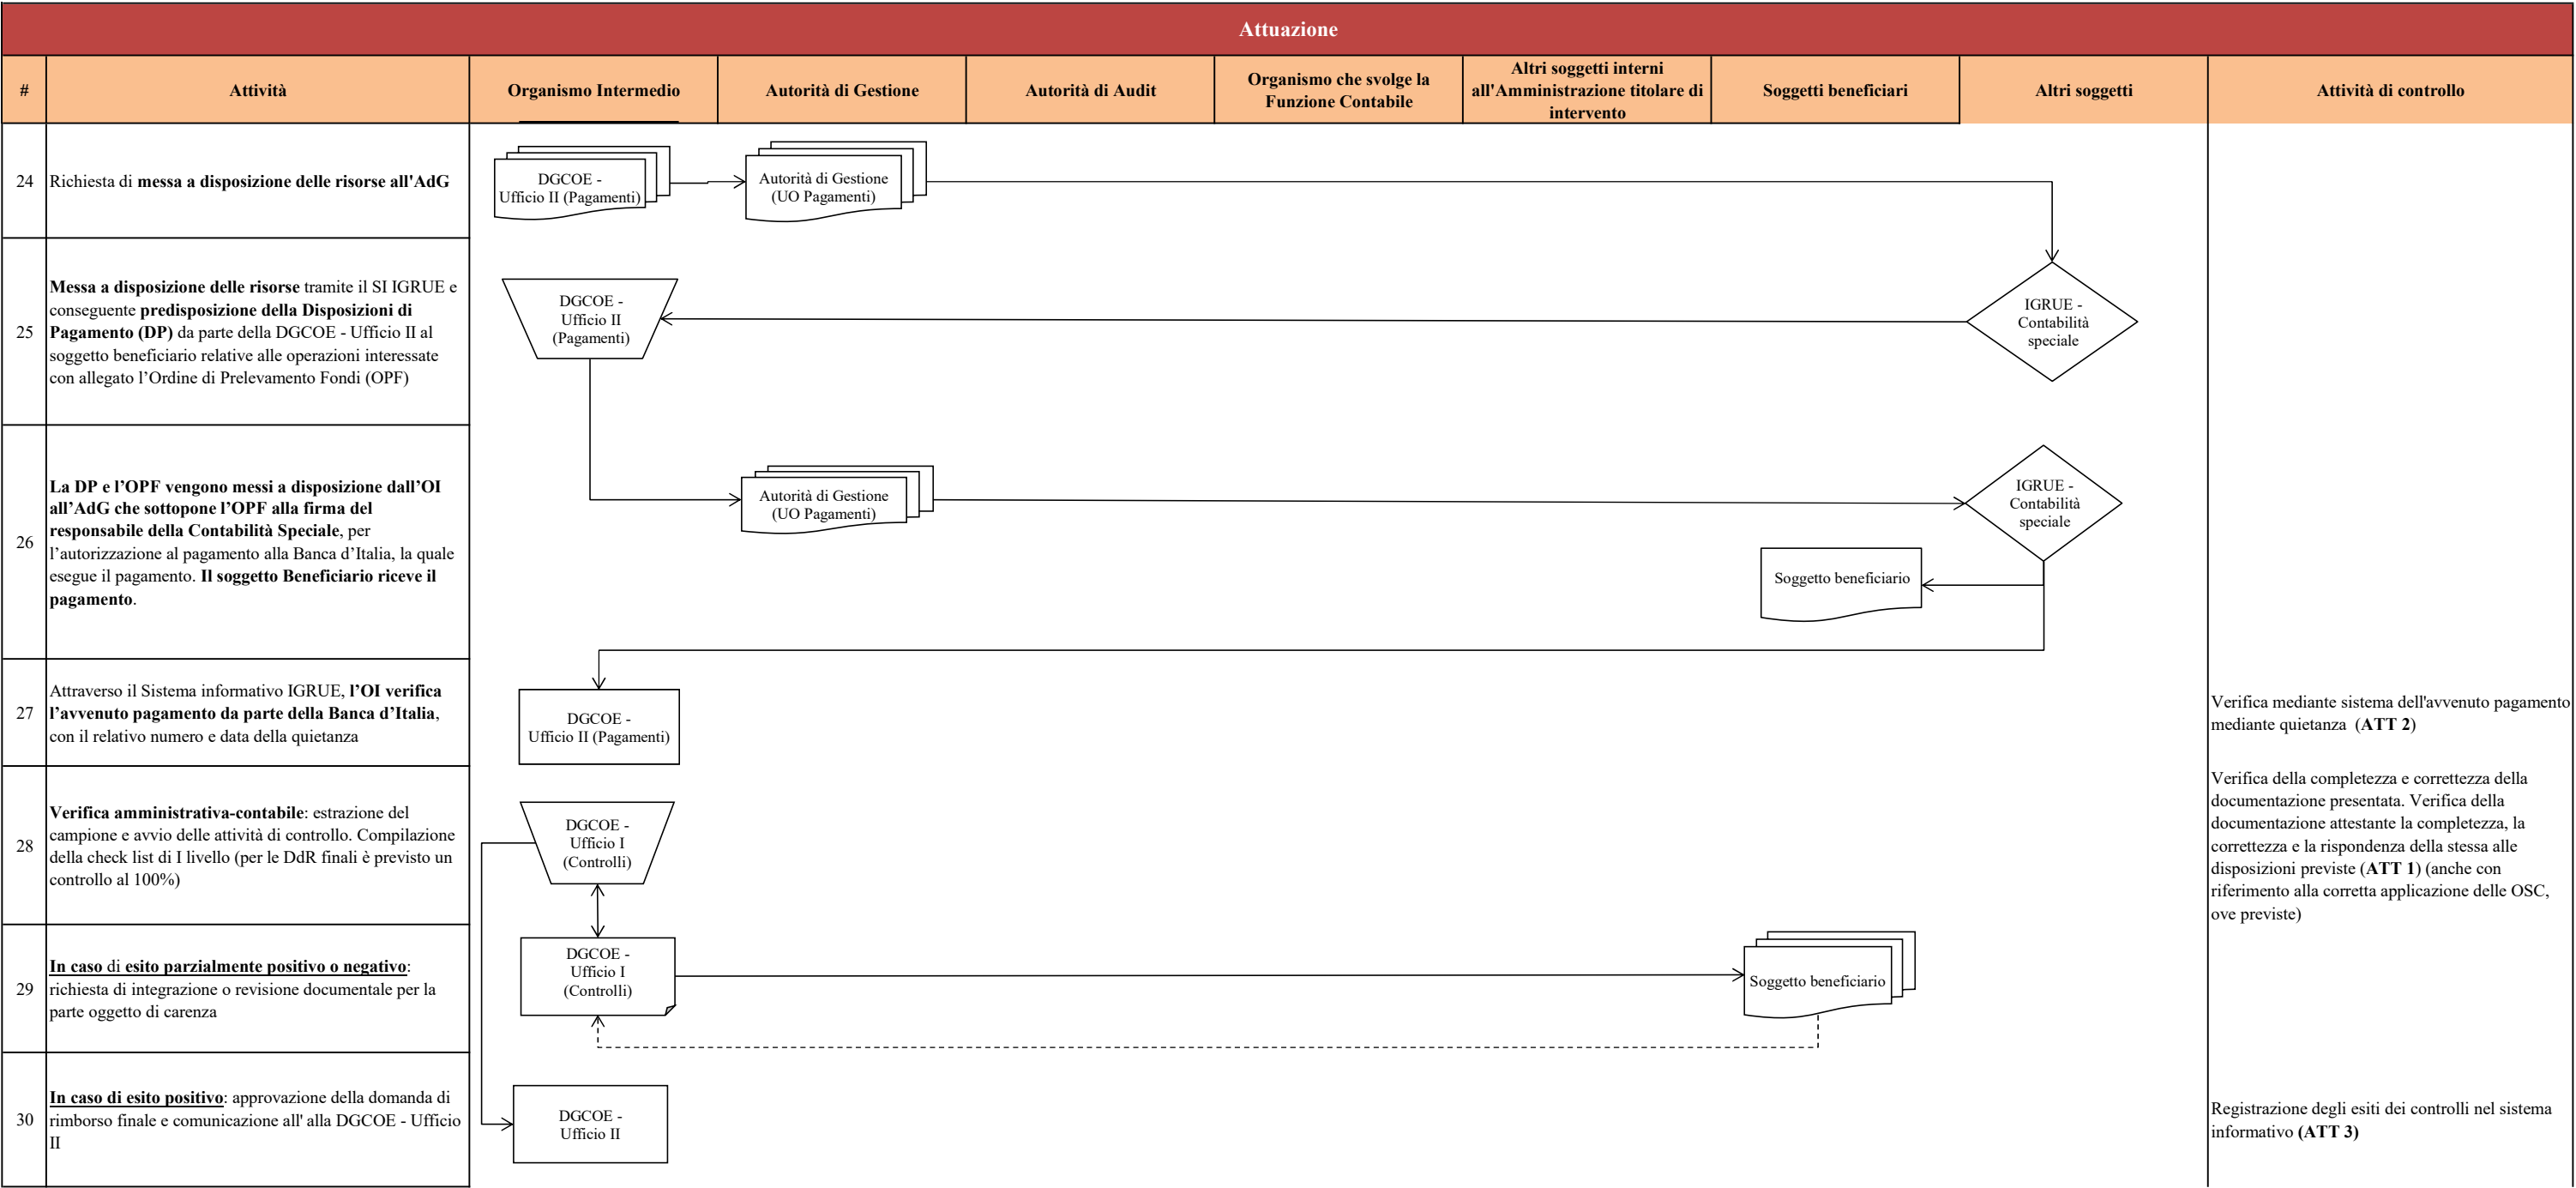 Attuazione
#
Attività
Organismo Intermedio
Autorità di Gestione
Autorità di Audit
Organismo che svolge la
Funzione Contabile
Altri soggetti interni
all'Amministrazione titolare di
intervento
Soggetti beneficiari
Altri soggetti
Attività di controllo
24
Richiesta di messa a disposizione delle risorse all'AdG
DGCOE -
Ufficio II (Pagamenti)
Autorità di Gestione
(UO Pagamenti)
25
Messa a disposizione delle risorse tramite il SI IGRUE e
conseguente predisposizione della Disposizioni di
Pagamento (DP) da parte della DGCOE - Ufficio II al
soggetto beneficiario relative alle operazioni interessate
con allegato l’Ordine di Prelevamento Fondi (OPF)
DGCOE -
Ufficio II
(Pagamenti)
IGRUE -
Contabilità
speciale
26
La DP e l’OPF vengono messi a disposizione dall’OI
all’AdG che sottopone l’OPF alla firma del
responsabile della Contabilità Speciale, per
l’autorizzazione al pagamento alla Banca d’Italia, la quale
esegue il pagamento. Il soggetto Beneficiario riceve il
pagamento.
Autorità di Gestione
(UO Pagamenti)
IGRUE -
Contabilità
speciale
Soggetto beneficiario
27
Attraverso il Sistema informativo IGRUE, l’OI verifica
l’avvenuto pagamento da parte della Banca d’Italia,
con il relativo numero e data della quietanza
DGCOE -
Ufficio II (Pagamenti)
Verifica mediante sistema dell'avvenuto pagamento
mediante quietanza  (ATT 2)
28
Verifica amministrativa-contabile: estrazione del
campione e avvio delle attività di controllo. Compilazione
della check list di I livello (per le DdR finali è previsto un
controllo al 100%)
DGCOE -
Ufficio I
(Controlli)
Verifica della completezza e correttezza della
documentazione presentata. Verifica della
documentazione attestante la completezza, la
correttezza e la rispondenza della stessa alle
disposizioni previste (ATT 1) (anche con
riferimento alla corretta applicazione delle OSC,
ove previste)
29
In caso di esito parzialmente positivo o negativo:
richiesta di integrazione o revisione documentale per la
parte oggetto di carenza
DGCOE -
Ufficio I
(Controlli)
Soggetto beneficiario
30
In caso di esito positivo: approvazione della domanda di
rimborso finale e comunicazione all' alla DGCOE - Ufficio
II
DGCOE -
Ufficio II
Registrazione degli esiti dei controlli nel sistema
informativo (ATT 3)